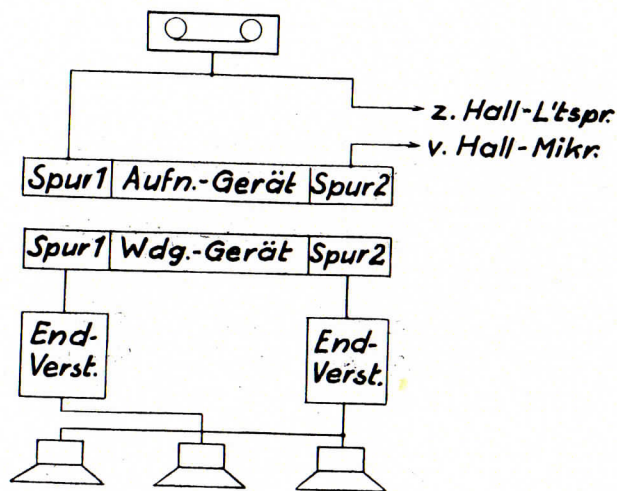 z. Hall-L'tspr.
v. Hall-Mikr.
Spur1 Aufn.-Gerät Spur2
Spur1 Wdg.-Gerät Spur2
End-
Verst.
End-
Verst.